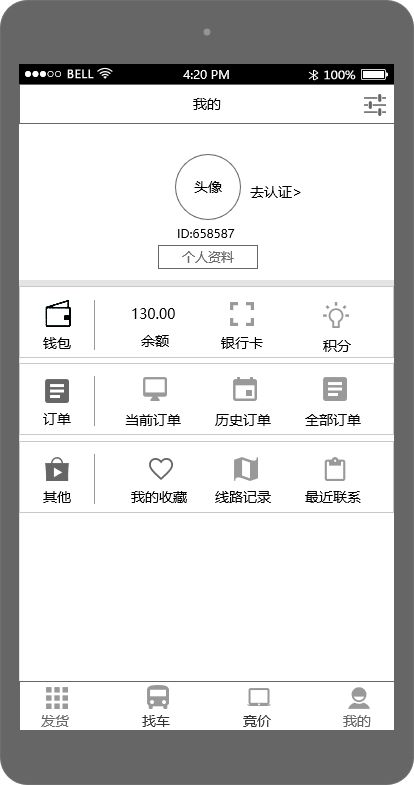 BELL 4:20 PM 100%
我的
头像 去认证>
ID:658587
个人资料
130.00
钱包 余额 银行卡 积分
订单 当前订单 历史订单 全部订单
其他 我的收藏 线路记录 最近联系
发货 找车 竞价 我的